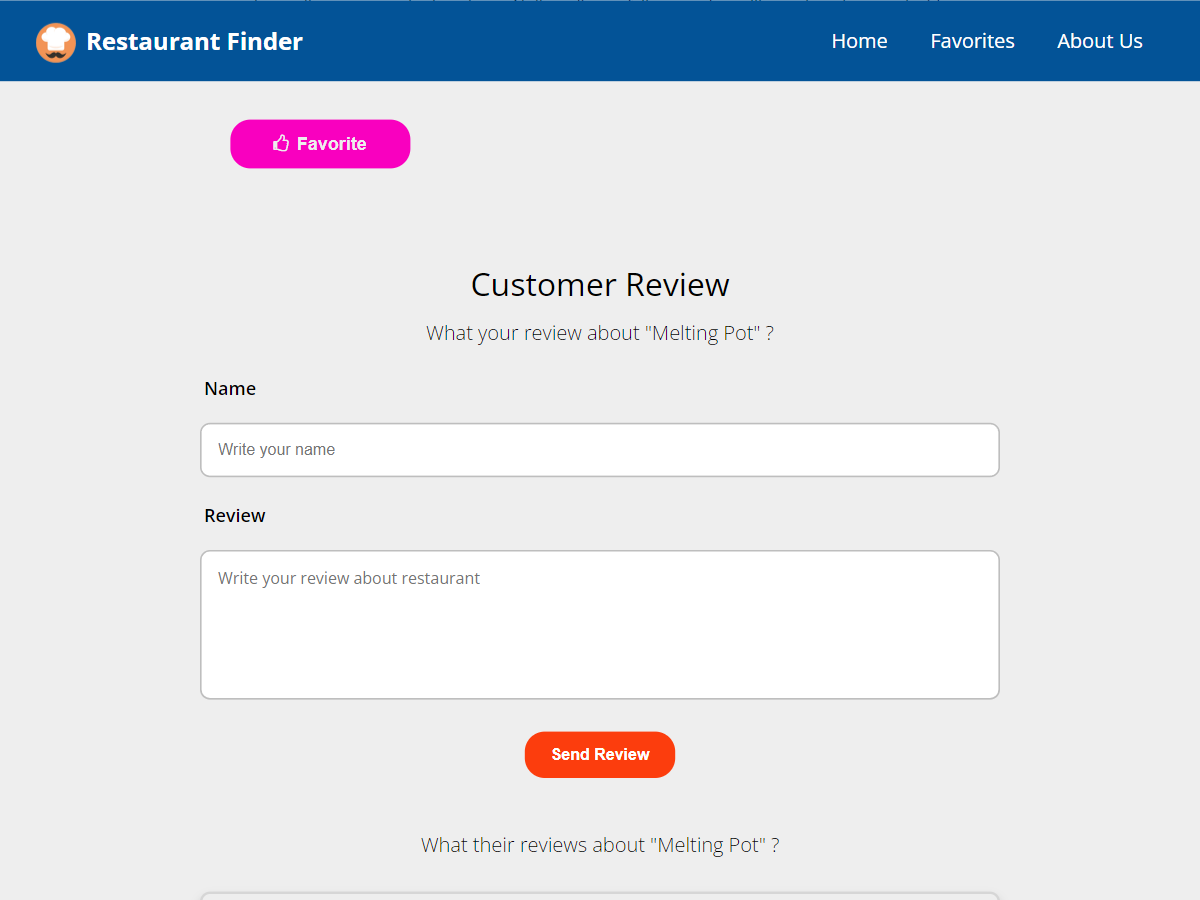 Restaurant Finder
Home
Favorites
About Us
Favorite
Customer Review
What your review about "Melting Pot" ?
Name
Write your name
Review
Write your review about restaurant
Send Review
What their reviews about "Melting Pot" ?